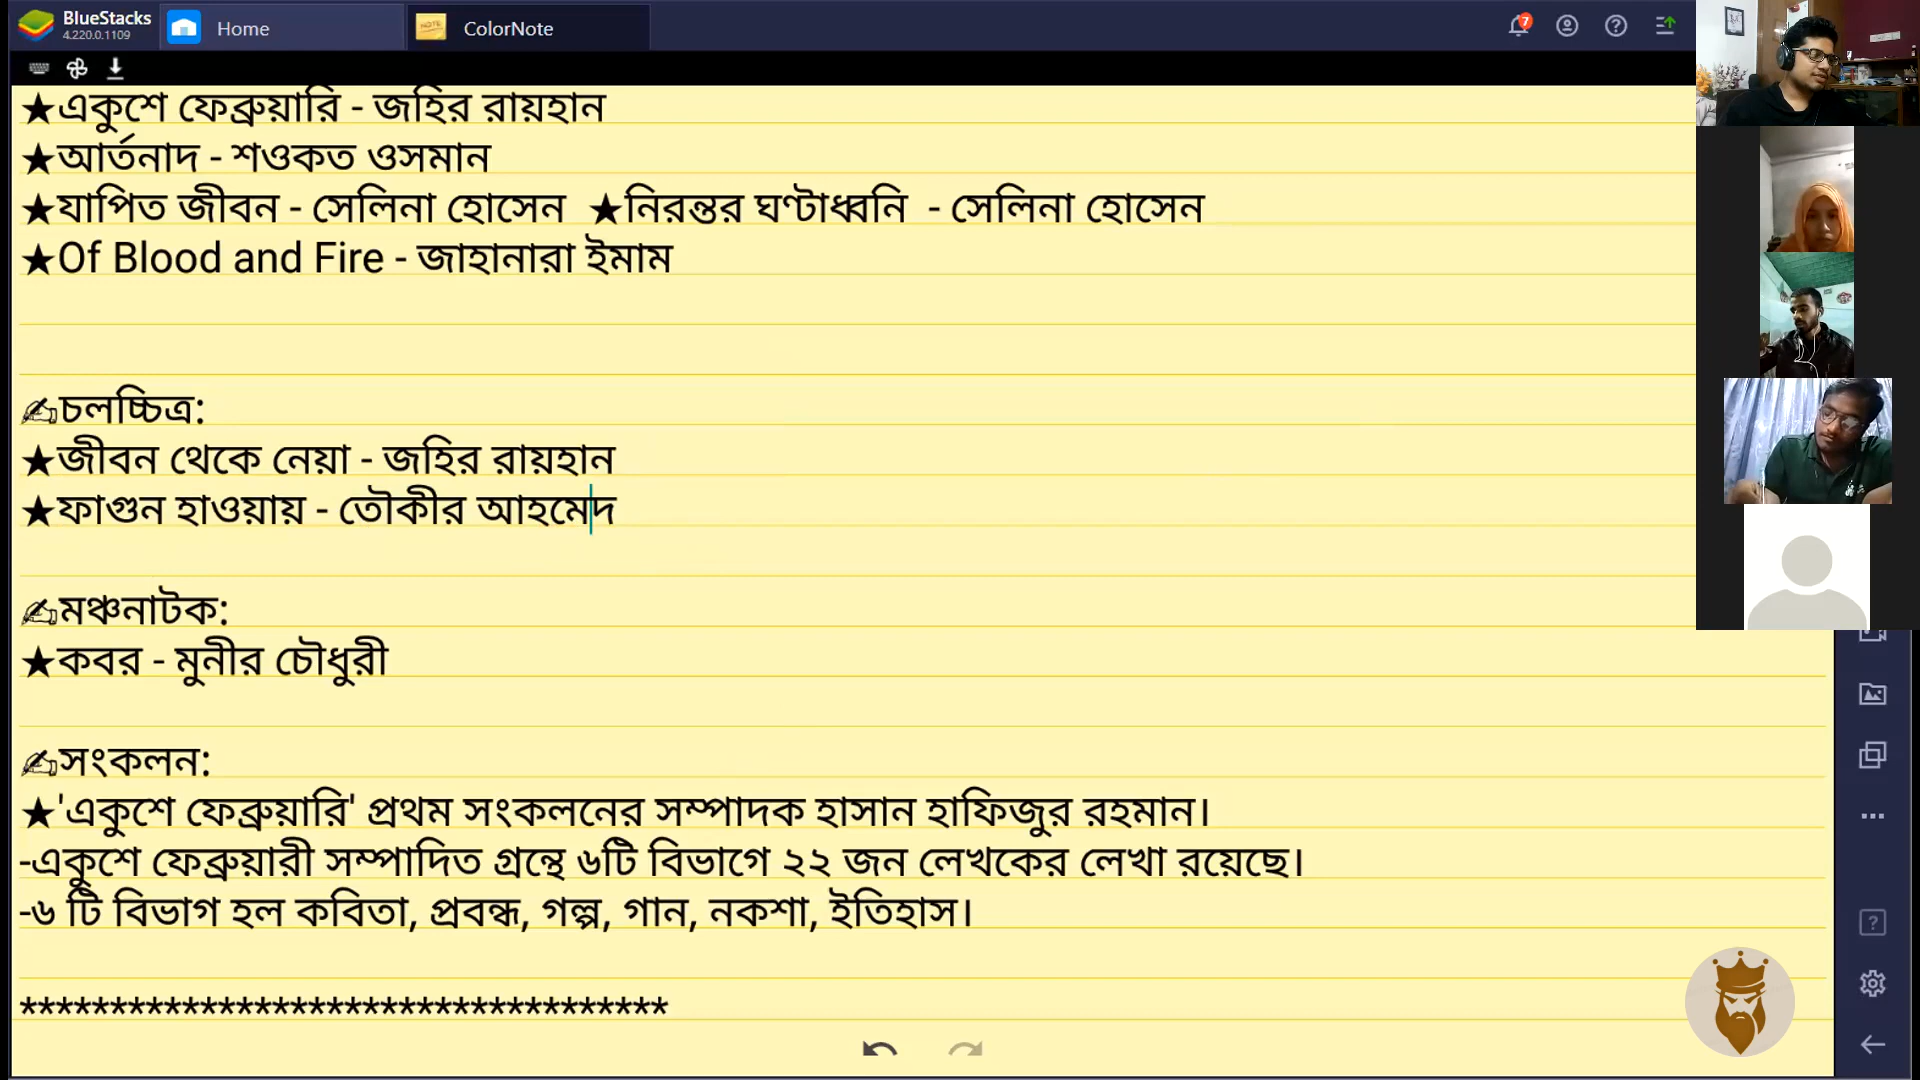 BlueStacks
4.220.0.1109
Home
ColorNote
7
★একুশে ফেব্রুয়ারি - জহির রায়হান
★আর্তনাদ - শওকত ওসমান
★যাপিত জীবন - সেলিনা হোসেন ★নিরন্তর ঘণ্টাধ্বনি - সেলিনা হোসেন
★Of Blood and Fire - জাহানারা ইমাম
✍চলচ্চিত্র:
★জীবন থেকে নেয়া - জহির রায়হান
★ফাগুন হাওয়ায় - তৌকীর আহমেদ
✍মঞ্চনাটক:
★কবর - মুনীর চৌধুরী
✍সংকলন:
★'একুশে ফেব্রুয়ারি' প্রথম সংকলনের সম্পাদক হাসান হাফিজুর রহমান।
-একুশে ফেব্রুয়ারী সম্পাদিত গ্রন্থে ৬টি বিভাগে ২২ জন লেখকের লেখা রয়েছে।
-৬ টি বিভাগ হল কবিতা, প্রবন্ধ, গল্প, গান, নকশা, ইতিহাস।
************************************